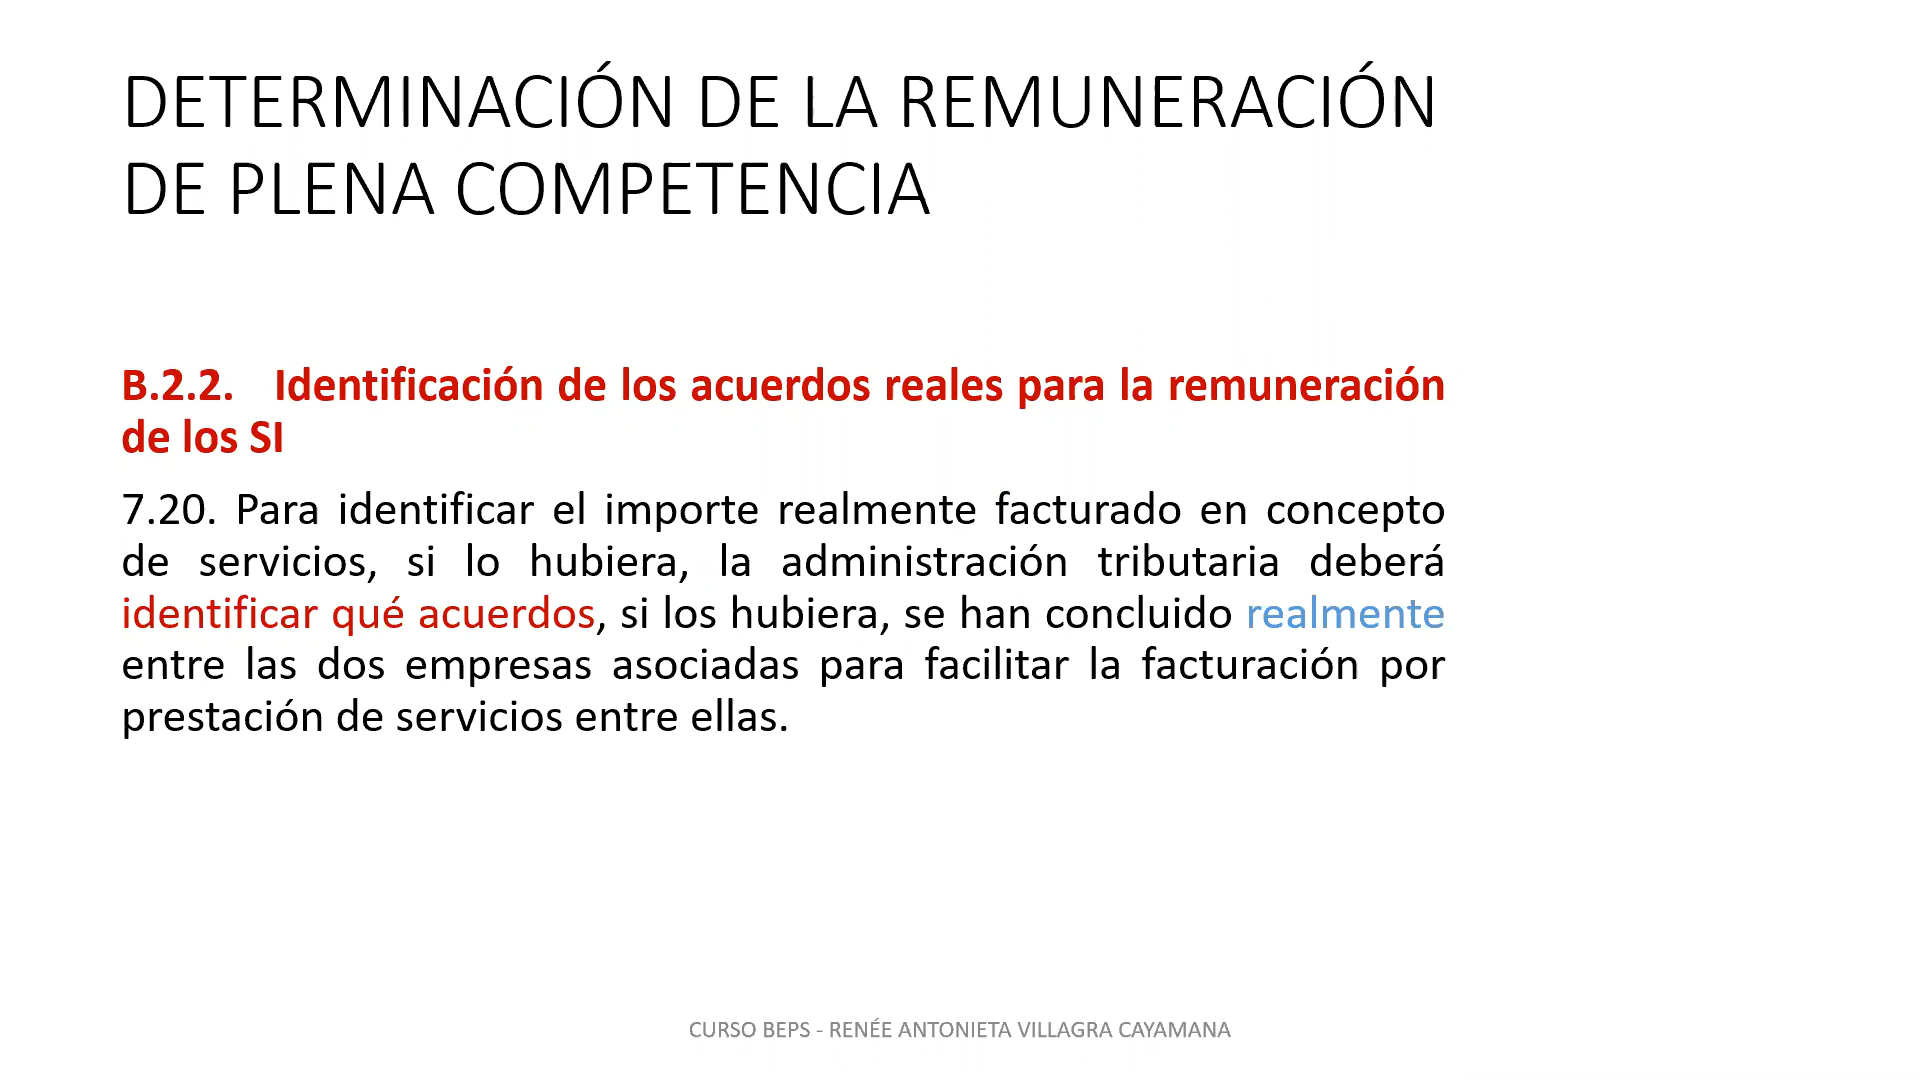 DETERMINACIÓN DE LA REMUNERACIÓN
DE PLENA COMPETENCIA
B.2.2. Identificación de los acuerdos reales para la remuneración
de los SI
7.20. Para identificar el importe realmente facturado en concepto
de servicios, si lo hubiera, la administración tributaria deberá
identificar qué acuerdos, si los hubiera, se han concluido realmente
entre las dos empresas asociadas para facilitar la facturación por
prestación de servicios entre ellas.
CURSO BEPS - RENÉE ANTONIETA VILLAGRA CAYAMANA